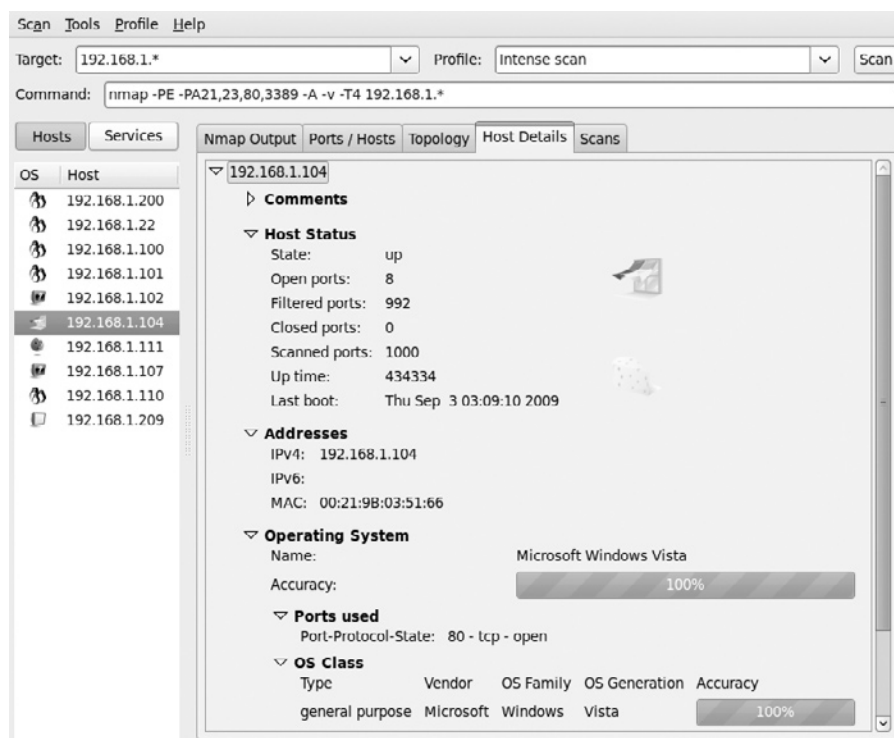 Scan Tools Profile Help
Target: 192.168.1.* Profile: Intense scan Scan
Command: nmap -PE -PA21,23,80,3389 -A -v -T4 192.168.1.*
Hosts Services Nmap Output Ports / Hosts Topology Host Details Scans
OS Host
192.168.1.200
192.168.1.22
192.168.1.100
192.168.1.101
192.168.1.102
192.168.1.104
192.168.1.111
192.168.1.107
192.168.1.110
192.168.1.209
192.168.1.104
Comments
Host Status
State: up
Open ports: 8
Filtered ports: 992
Closed ports: 0
Scanned ports: 1000
Up time: 434334
Last boot: Thu Sep 3 03:09:10 2009
Addresses
IPv4: 192.168.1.104
IPv6:
MAC: 00:21:9B:03:51:66
Operating System
Name: Microsoft Windows Vista
Accuracy: 100%
Ports used
Port-Protocol-State: 80 - tcp - open
OS Class
Type Vendor OS Family OS Generation Accuracy
general purpose Microsoft Windows Vista 100%